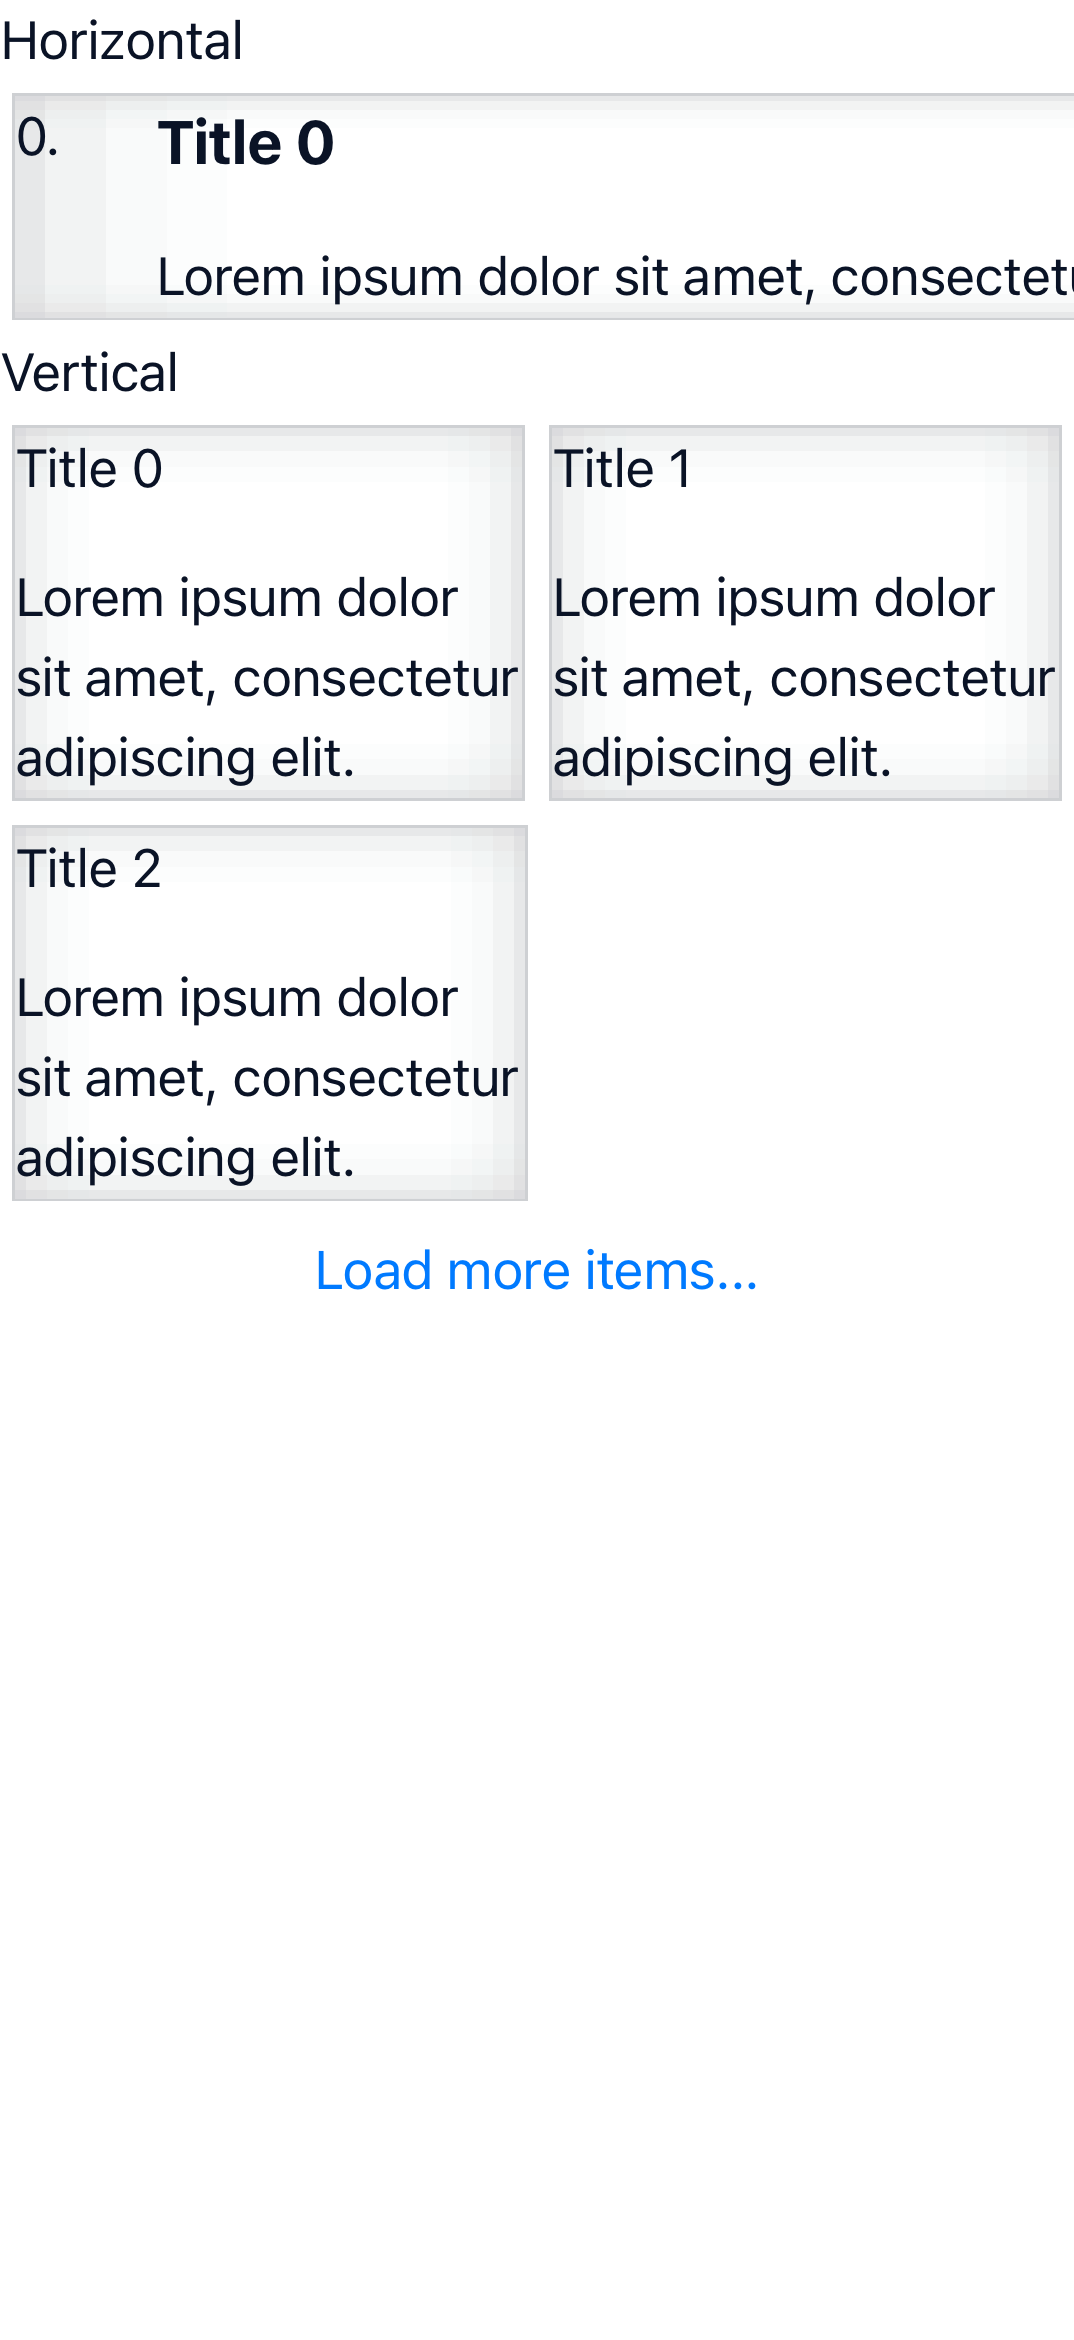 Horizontal
0.
Title 0
Lorem ipsum dolor sit amet,
Vertical
Title 0
Lorem ipsum dolor
sit amet, consectetur
adipiscing elit.
Title 1
Lorem ipsum dolor
sit amet, consectetur
adipiscing elit.
Title 2
Lorem ipsum dolor
sit amet, consectetur
adipiscing elit.
Load more items...